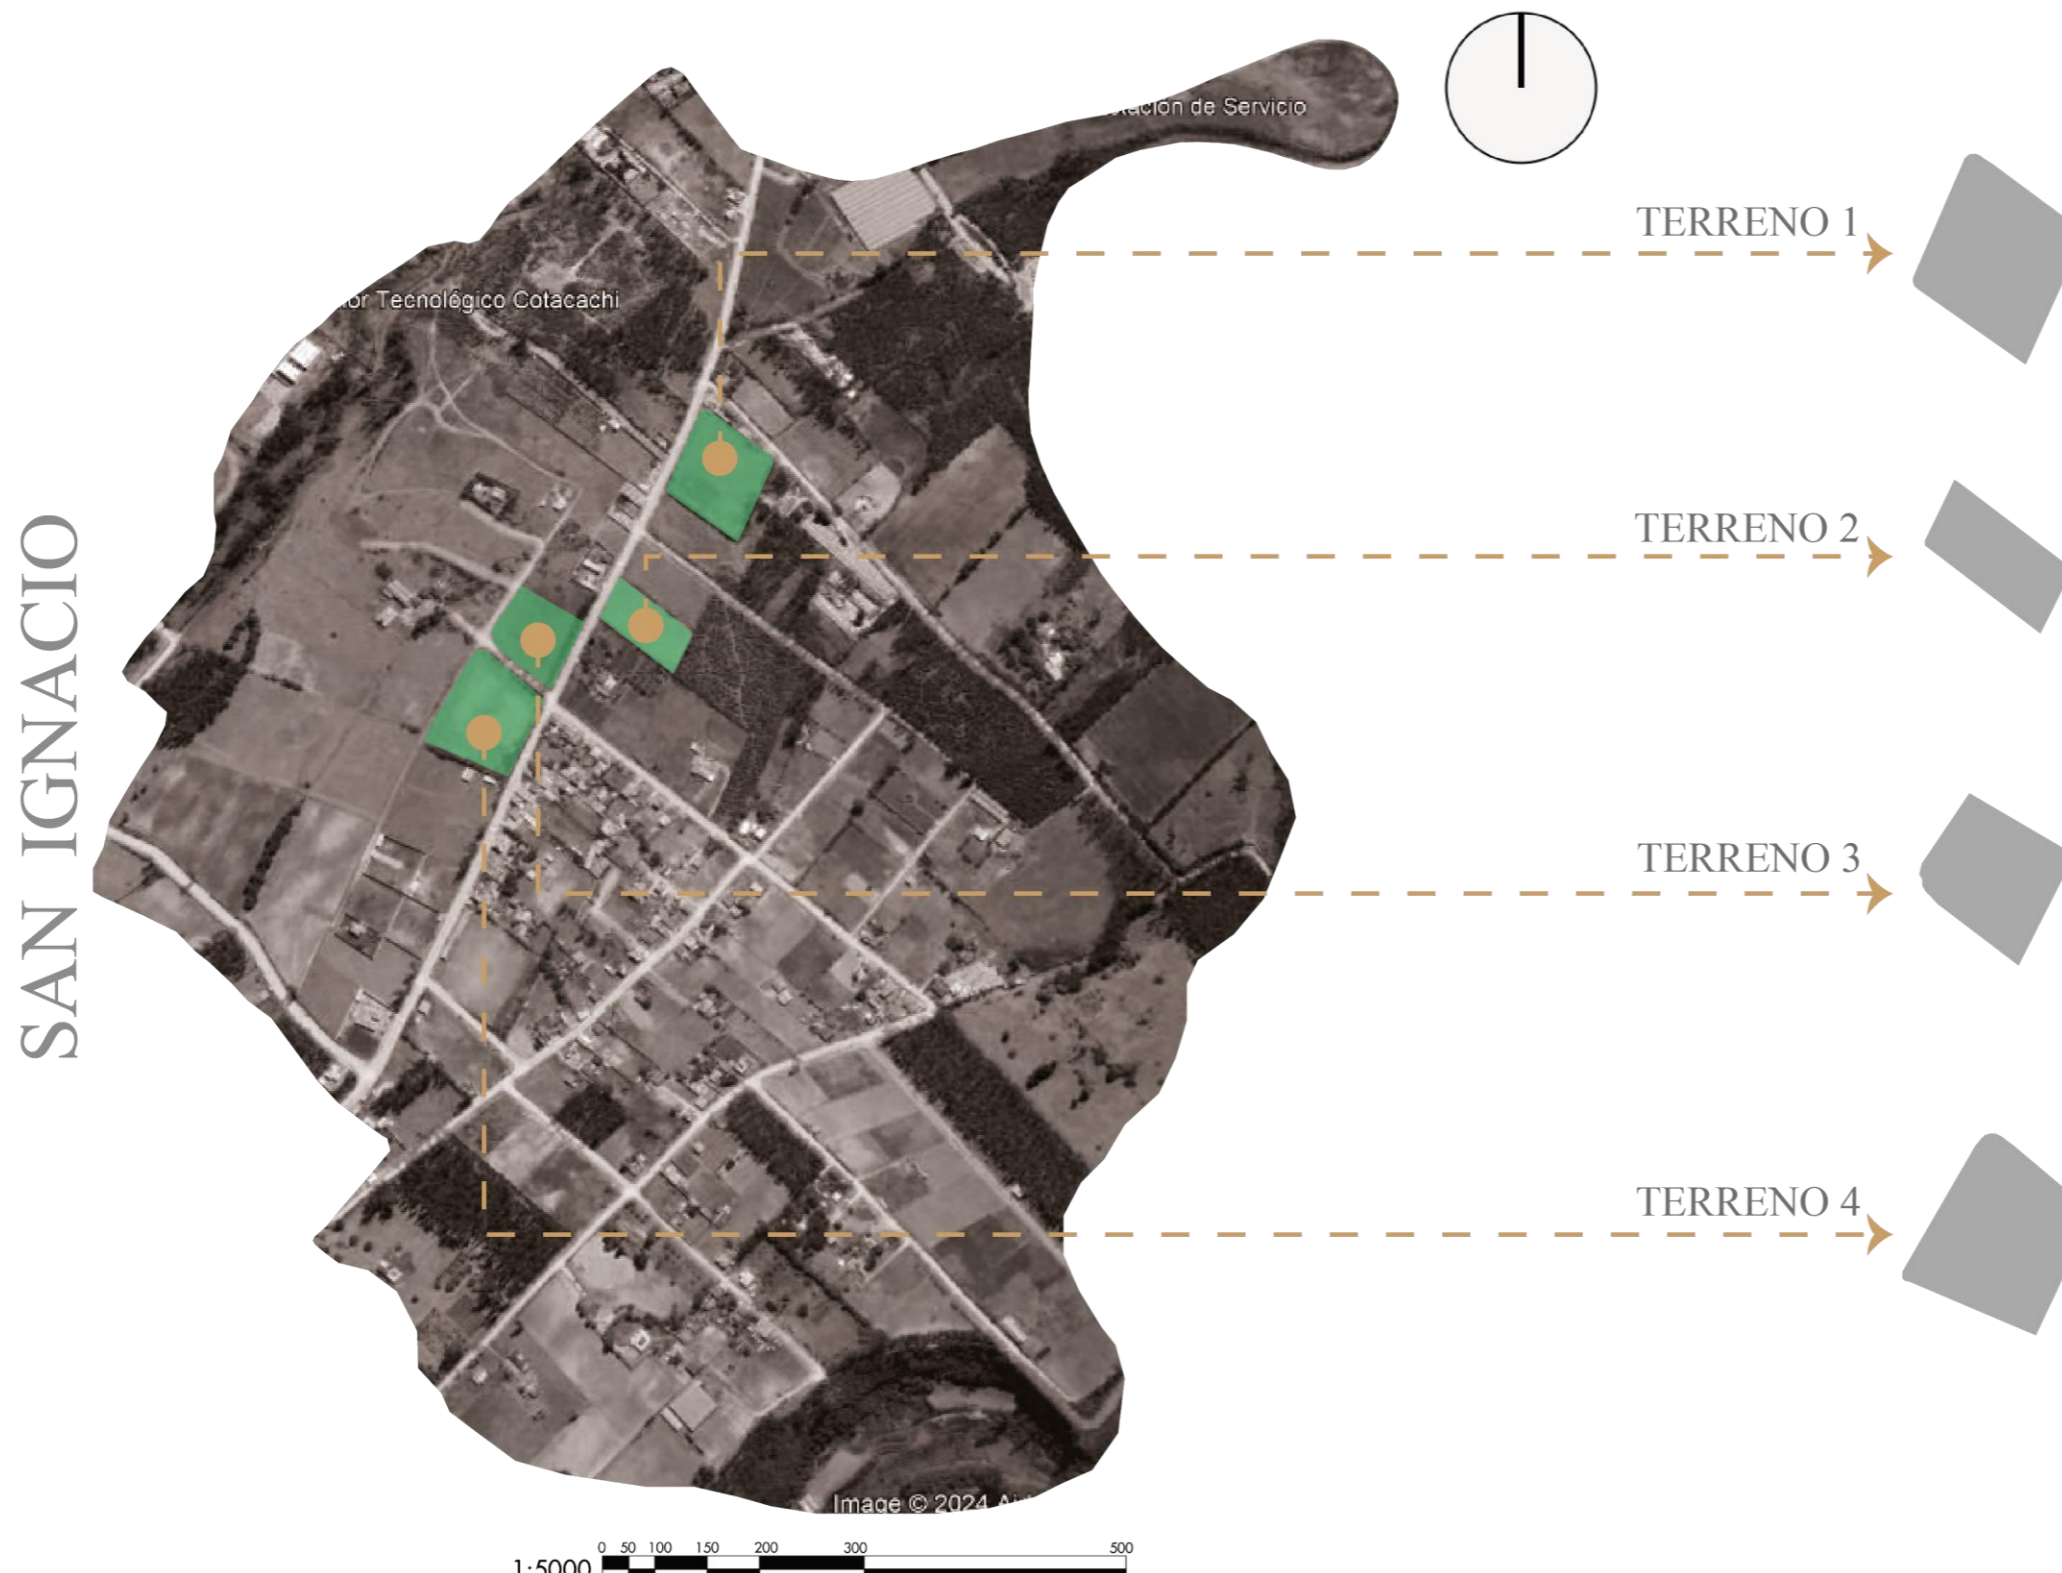 de Servicio
TERRENO 1
Tecnológico Cotacachi
TERRENO 2
SAN IGNACIO
TERRENO 3
TERRENO 4
Image © 2024
0 50 100 150 200 300 500
1:5000